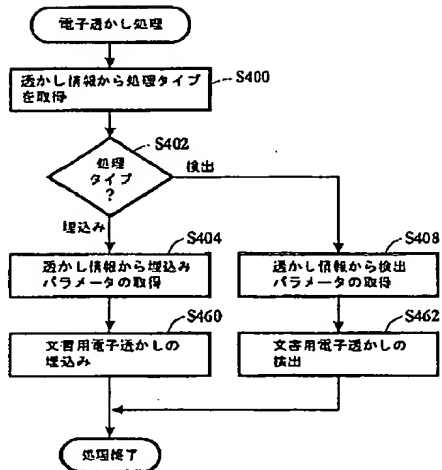 電子透かし処理
透かし情報から処理タイプ
を取得
S400
S402
処理
タイプ
?
検出
埋込み
S404
透かし情報から埋込み
パラメータの取得
S408
透かし情報から検出
パラメータの取得
S460
文書用電子透かしの
埋込み
S462
文書用電子透かしの
検出
処理終了